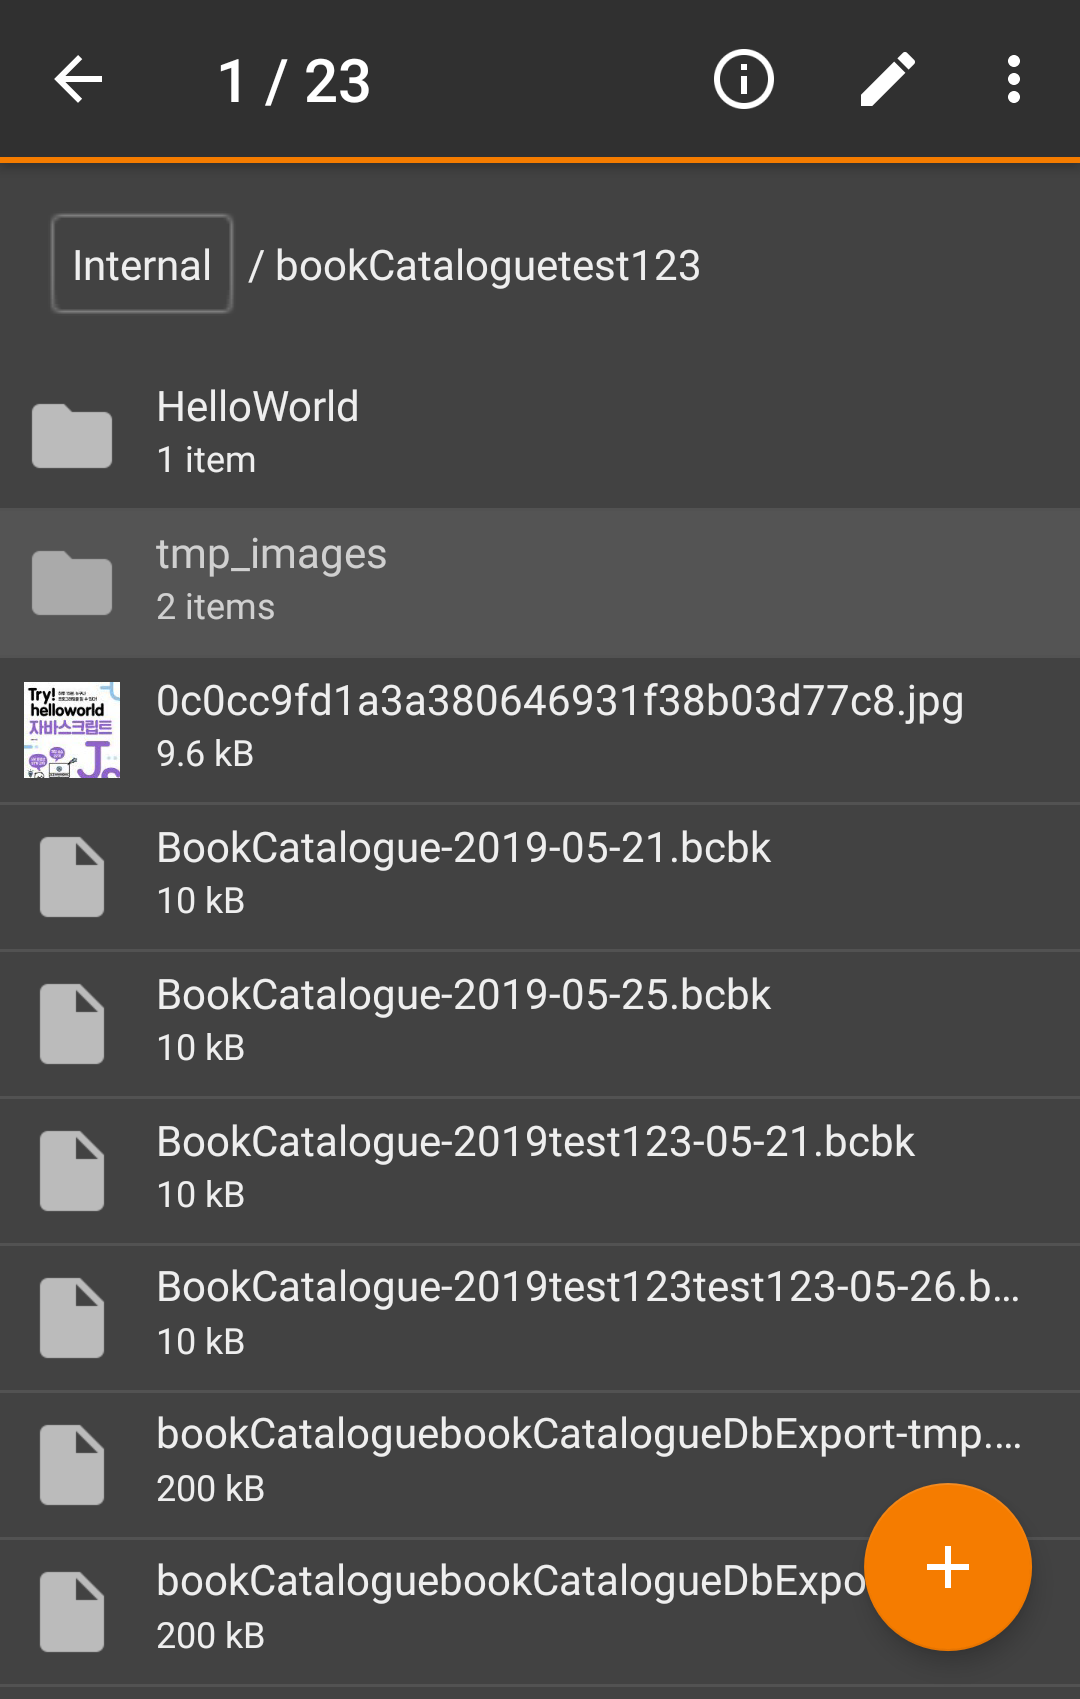 1 / 23
Internal / bookCataloguetest123
HelloWorld
1 item
tmp_images
2 items
Try!
helloworld
자바스크립트
0c0cc9fd1a3a380646931f38b03d77c8.jpg
9.6 kB
BookCatalogue-2019-05-21.bcbk
10 kB
BookCatalogue-2019-05-25.bcbk
10 kB
BookCatalogue-2019test123-05-21.bcbk
10 kB
BookCatalogue-2019test123test123-05-26.b...
10 kB
bookCataloguebookCatalogueDbExport-tmp....
200 kB
bookCataloguebookCatalogueDbExpo
200 kB